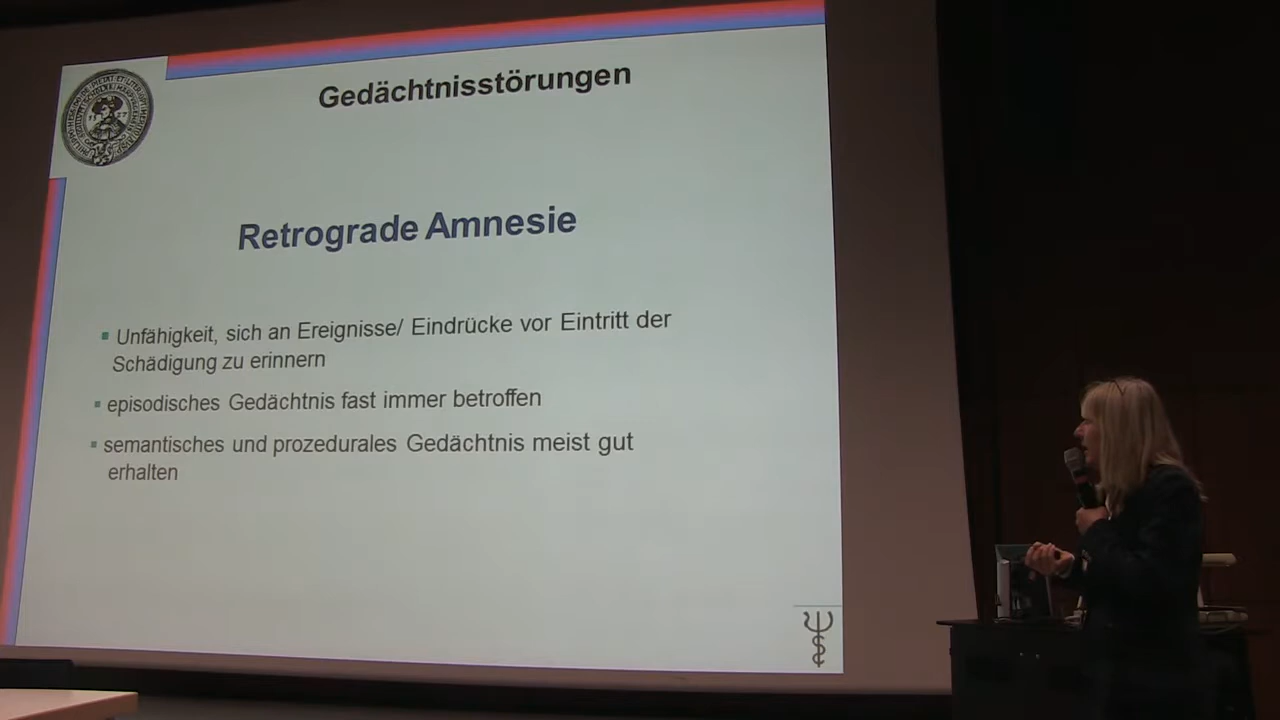 Gedächtnisstörungen
Retrograde Amnesie
Unfähigkeit, sich an Ereignisse/ Eindrücke vor Eintritt der
Schädigung zu erinnern
episodisches Gedächtnis fast immer betroffen
semantisches und prozedurales Gedächtnis meist gut
erhalten